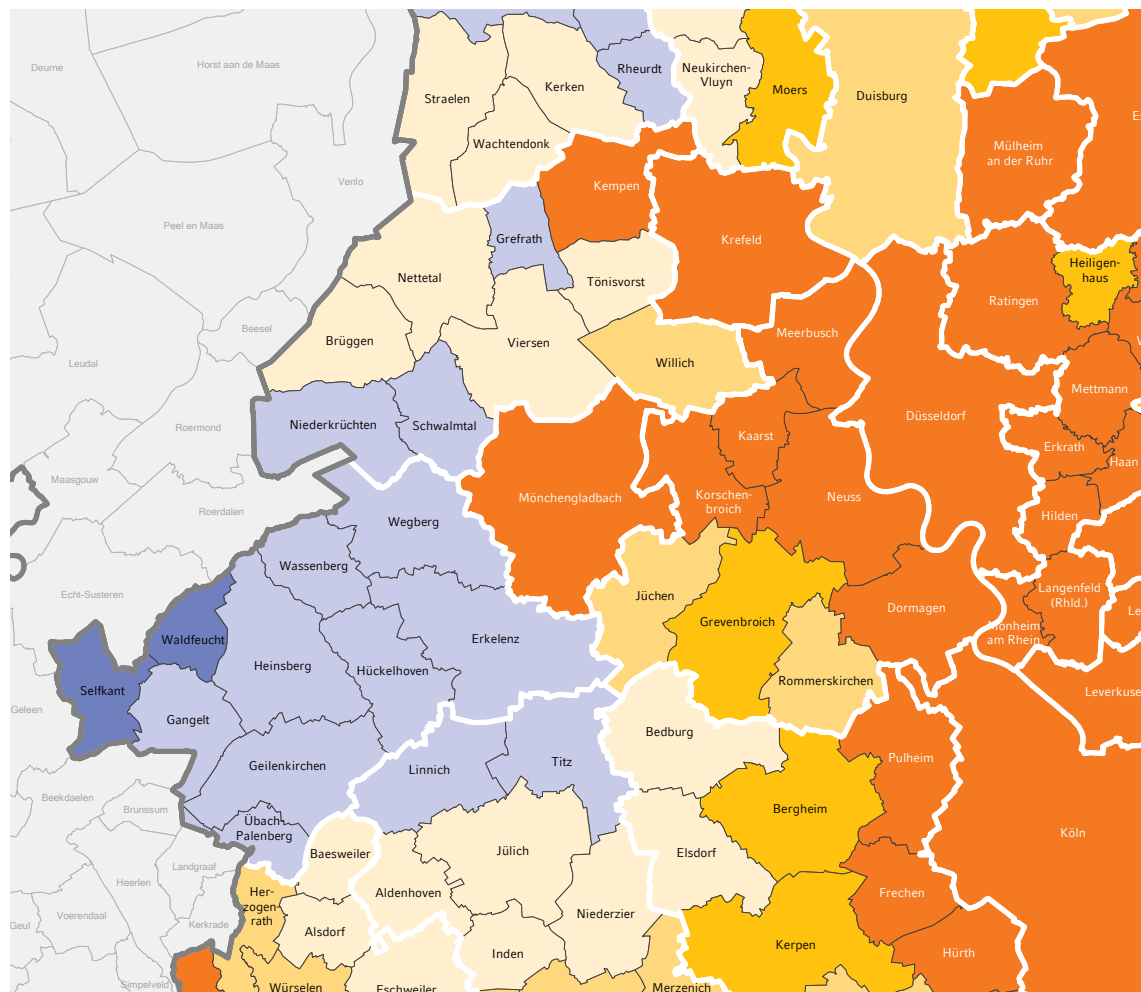 Deurne
Horst aan de Maas
Straelen
Kerken
Rheurdt
Neukirchen-
Vluyn
Moers
Duisburg
Wachtendonk
Mülheim
an der Ruhr
Venlo
Kempen
Peel en Maas
Grefrath
Krefeld
Nettetal
Tönisvorst
Heiligen-
haus
Ratingen
Beesel
Brüggen
Viersen
Meerbusch
Leudal
Willich
Mettmann
Roermond
Niederkrüchten
Schwalmtal
Kaarst
Düsseldorf
Erkrath
Haan
Maasgouw
Mönchengladbach
Korschen-
broich
Neuss
Roerdalen
Wegberg
Hilden
Wassenberg
Echt-Susteren
Jüchen
Langenfeld
(Rhld.)
Dormagen
Waldfeucht
Erkelenz
Grevenbroich
Monheim
am Rhein
Heinsberg
Hückelhoven
Selfkant
Rommerskirchen
Geleen
Gangelt
Leverkuse
Bedburg
Geilenkirchen
Linnich
Titz
Pulheim
Beekdaelen
Brunssum
Bergheim
Übach-
Palenberg
Köln
Baesweiler
Jülich
Elsdorf
Landgraaf
Heerlen
Her-
zogen-
rath
Aldenhoven
Frechen
Voerendaal
Niederzier
Geul
Kerkrade
Alsdorf
Inden
Kerpen
Hürth
Simpelveld
Würselen
Eschweiler
Merzenich